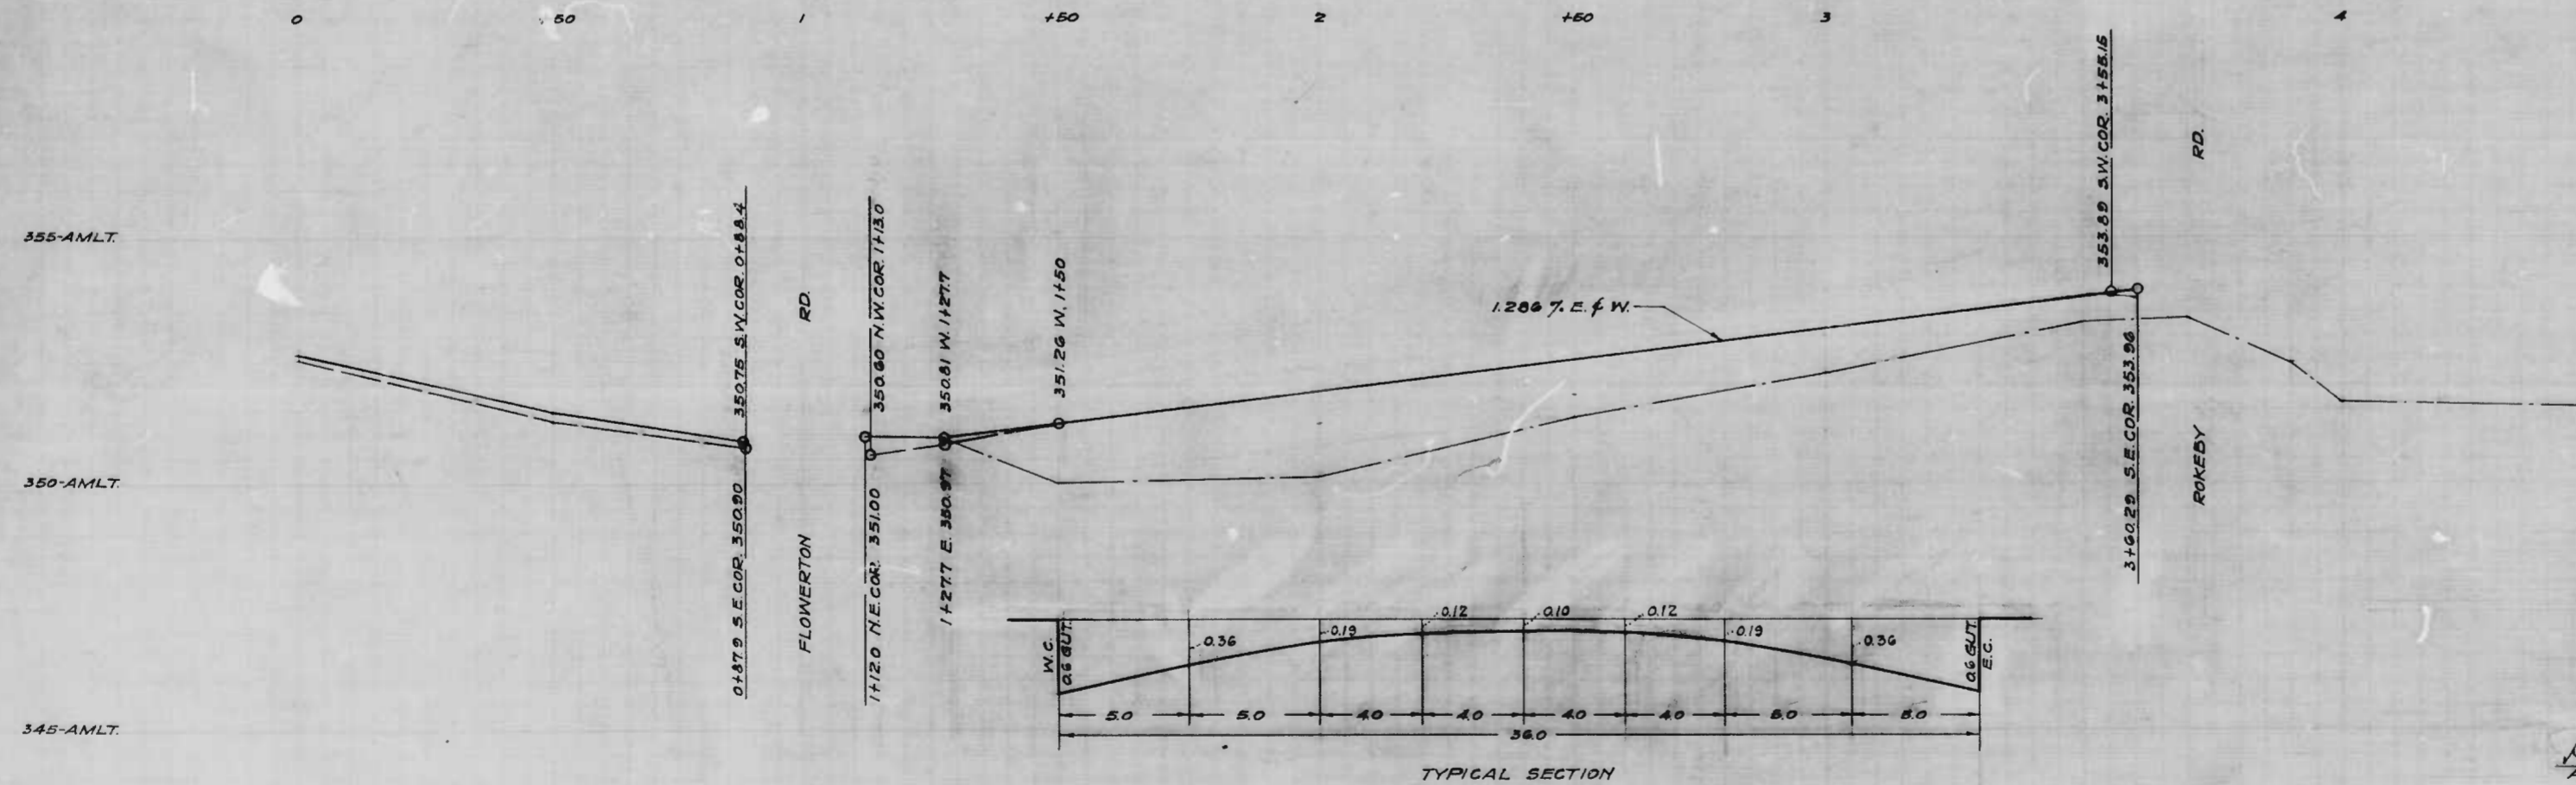 0 50 1 +50 2 +50 3 4
355-AMLT.
350-AMLT.
345-AMLT.
350.75 S.W.COR. 0+88.4
0+87.9 S.E.COR. 350.90
FLOWERTON RD.
350.60 N.W.COR. 1+13.0
1+12.0 N.E.COR. 351.00
350.81 W. 1+27.7
1+27.7 E. 350.97
351.26 W. 1+50
1.286 % E. & W.
353.89 S.W.COR. 3+55.15
3+60.29 S.E.COR. 353.96
ROKEBY RD.
W.C.
0.6 GUT.
0.36
0.19
0.12
0.10
0.12
0.19
0.36
0.6 GUT.
E.C.
5.0 5.0 4.0 4.0 4.0 4.0 5.0 5.0
36.0
TYPICAL SECTION